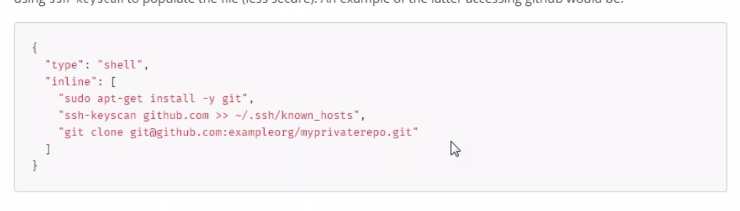 using ssh-keyscan to populate the file (less secure). An example of the latter accessing github would be:
{
"type": "shell",
"inline": [
"sudo apt-get install -y git",
"ssh-keyscan github.com >> ~/.ssh/known_hosts",
"git clone git@github.com:exampleorg/myprivaterepo.git"
]
}